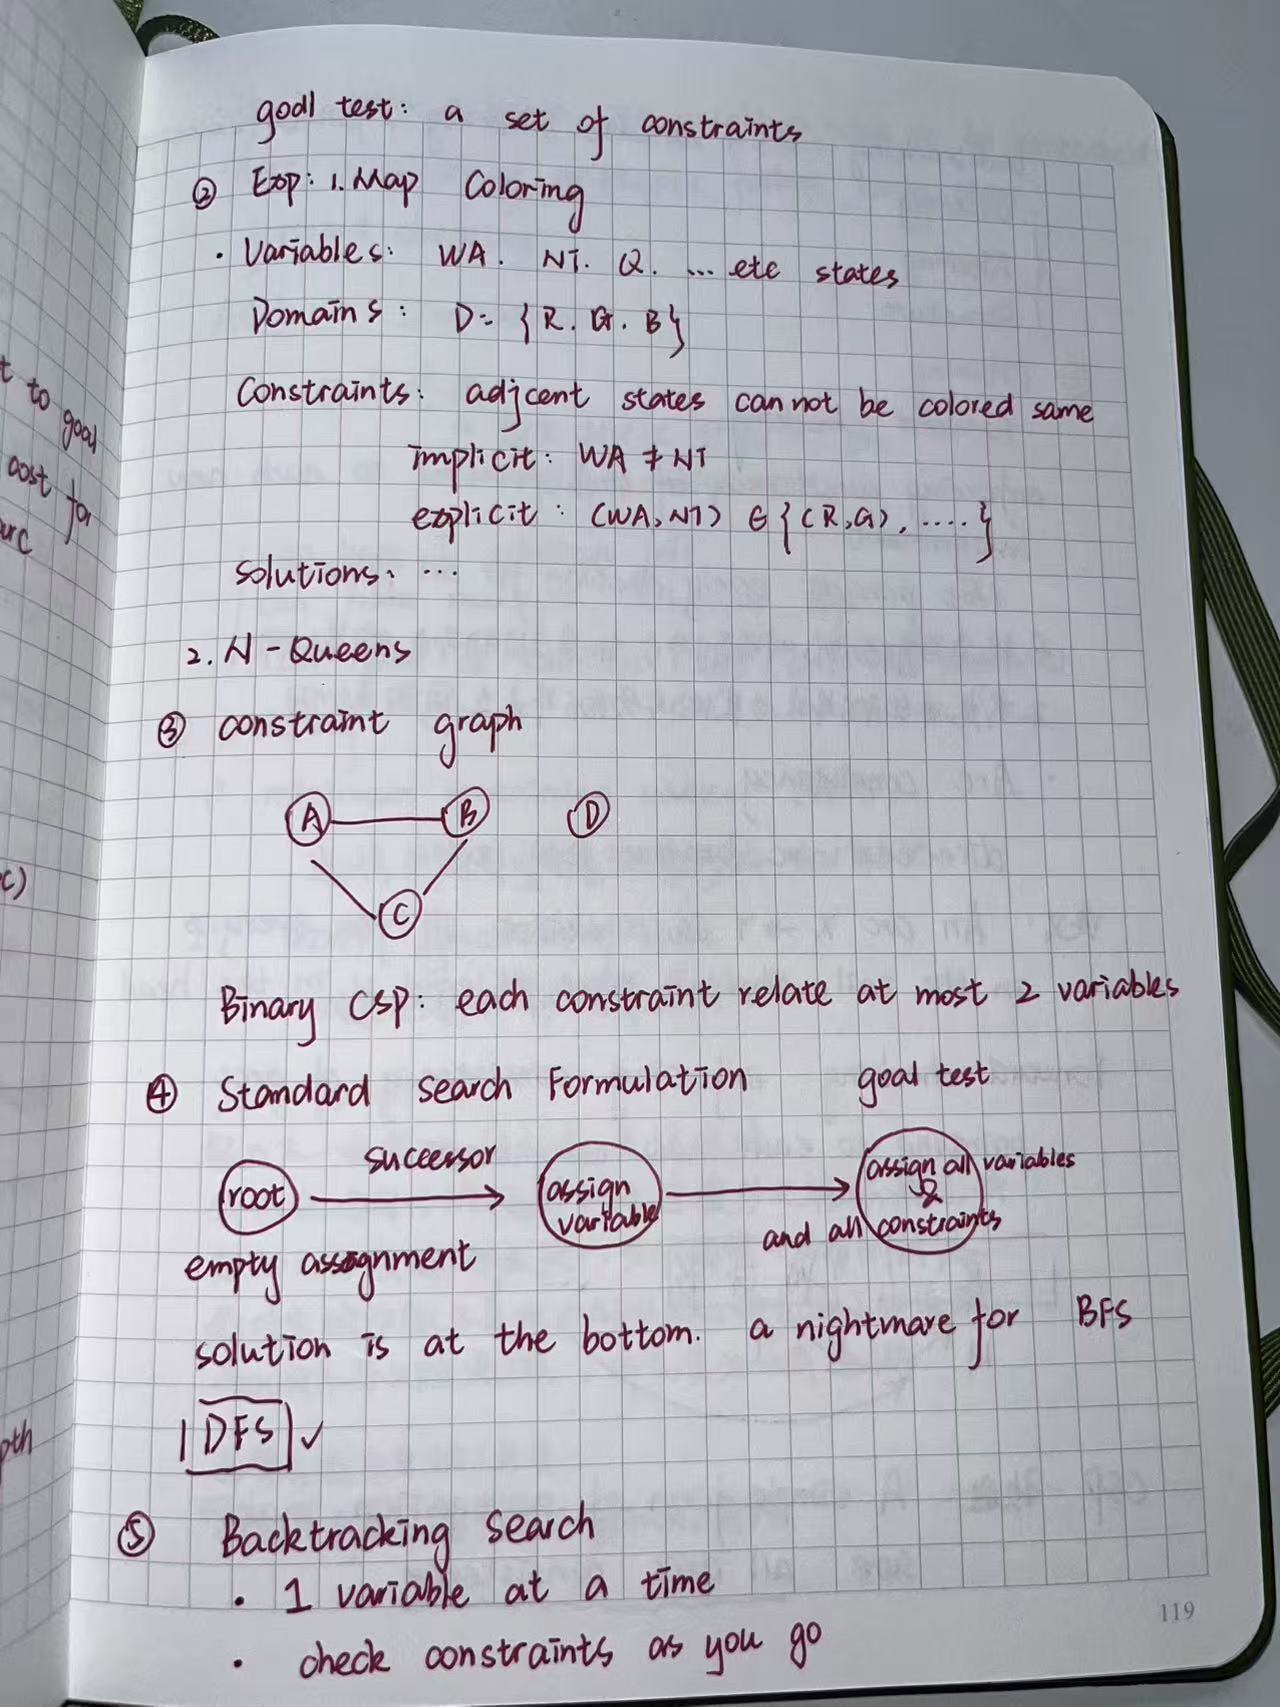 goal test: a set of constraints
② Exp: 1. Map Coloring
· Variables: WA. NT. Q. ... etc states
Domains: D= {R. G. B}
Constraints: adjcent states cannot be colored same
implicit: WA ≠ NT
explicit: (WA, NT) ∈ {(R,G), ....}
solutions: ...
2. N-Queens
③ constraint graph
A B D
C
Binary CSP: each constraint relate at most 2 variables
④ Standard search Formulation goal test
root successor assign variable assign all variables
and all constraints
empty assignment
solution is at the bottom. a nightmare for BFS
DFS ✓
⑤ Backtracking search
· 1 variable at a time
· check constraints as you go
119
t to goal
cost for
c)
pth